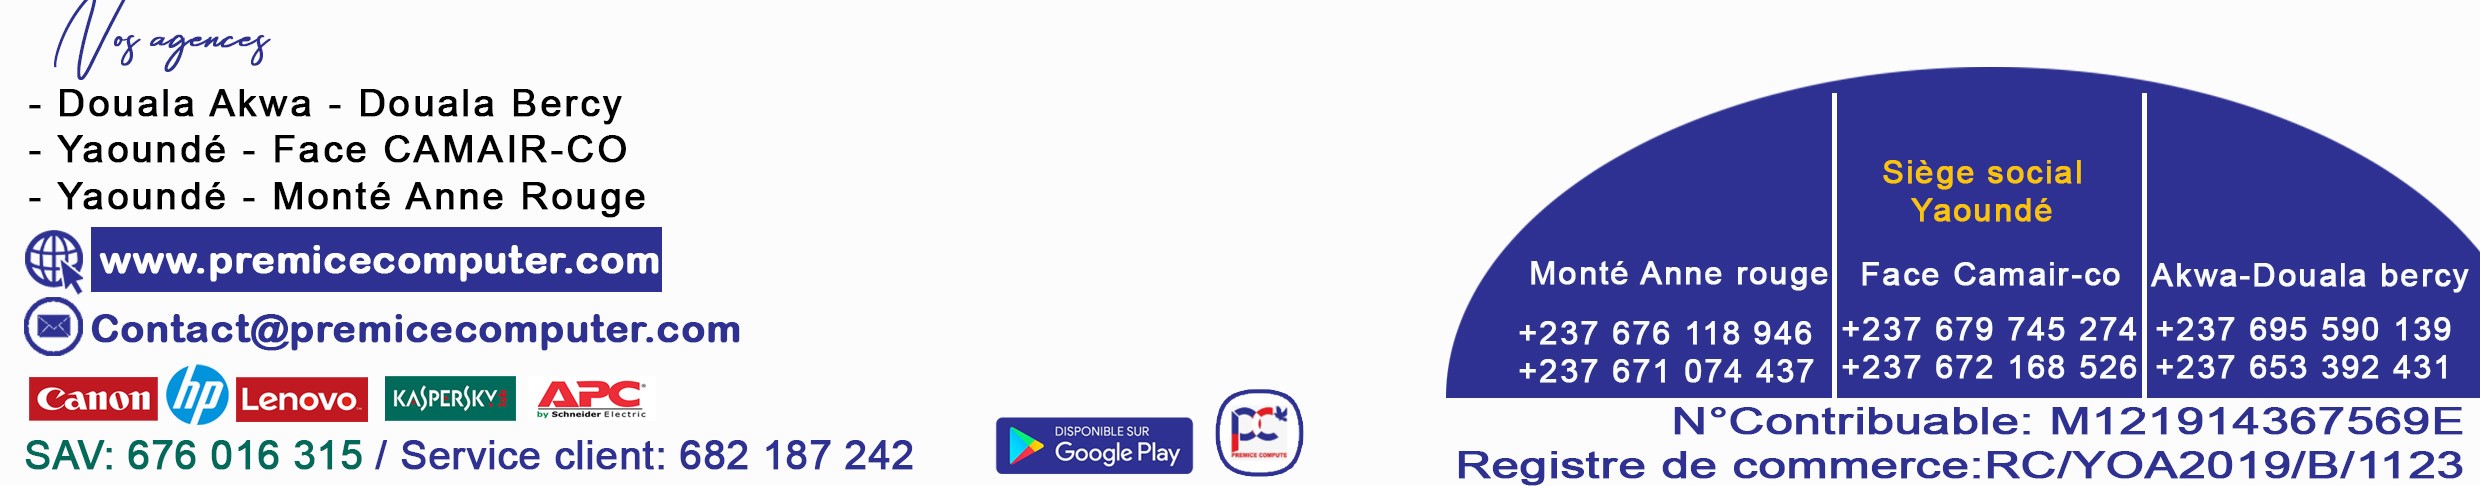 Nos agences
- Douala Akwa - Douala Bercy
- Yaoundé - Face CAMAIR-CO
- Yaoundé - Monté Anne Rouge
www.premicecomputer.com
Contact@premicecomputer.com
Canon hp Lenovo KASPERSKY APC
by Schneider Electric
SAV: 676 016 315 / Service client: 682 187 242
DISPONIBLE SUR
Google Play
PC
PREMICE COMPUTE
Siège social
Yaoundé
Monté Anne rouge
+237 676 118 946
+237 671 074 437
Face Camair-co
+237 679 745 274
+237 672 168 526
Akwa-Douala bercy
+237 695 590 139
+237 653 392 431
N°Contribuable: M121914367569E
Registre de commerce:RC/YOA2019/B/1123